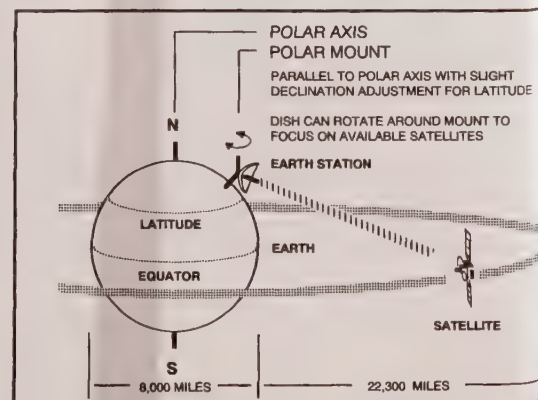 POLAR AXIS
POLAR MOUNT
PARALLEL TO POLAR AXIS WITH SLIGHT
DECLINATION ADJUSTMENT FOR LATITUDE
N
DISH CAN ROTATE AROUND MOUNT TO
FOCUS ON AVAILABLE SATELLITES
EARTH STATION
LATITUDE
EARTH
EQUATOR
SATELLITE
S
8,000 MILES
22,300 MILES